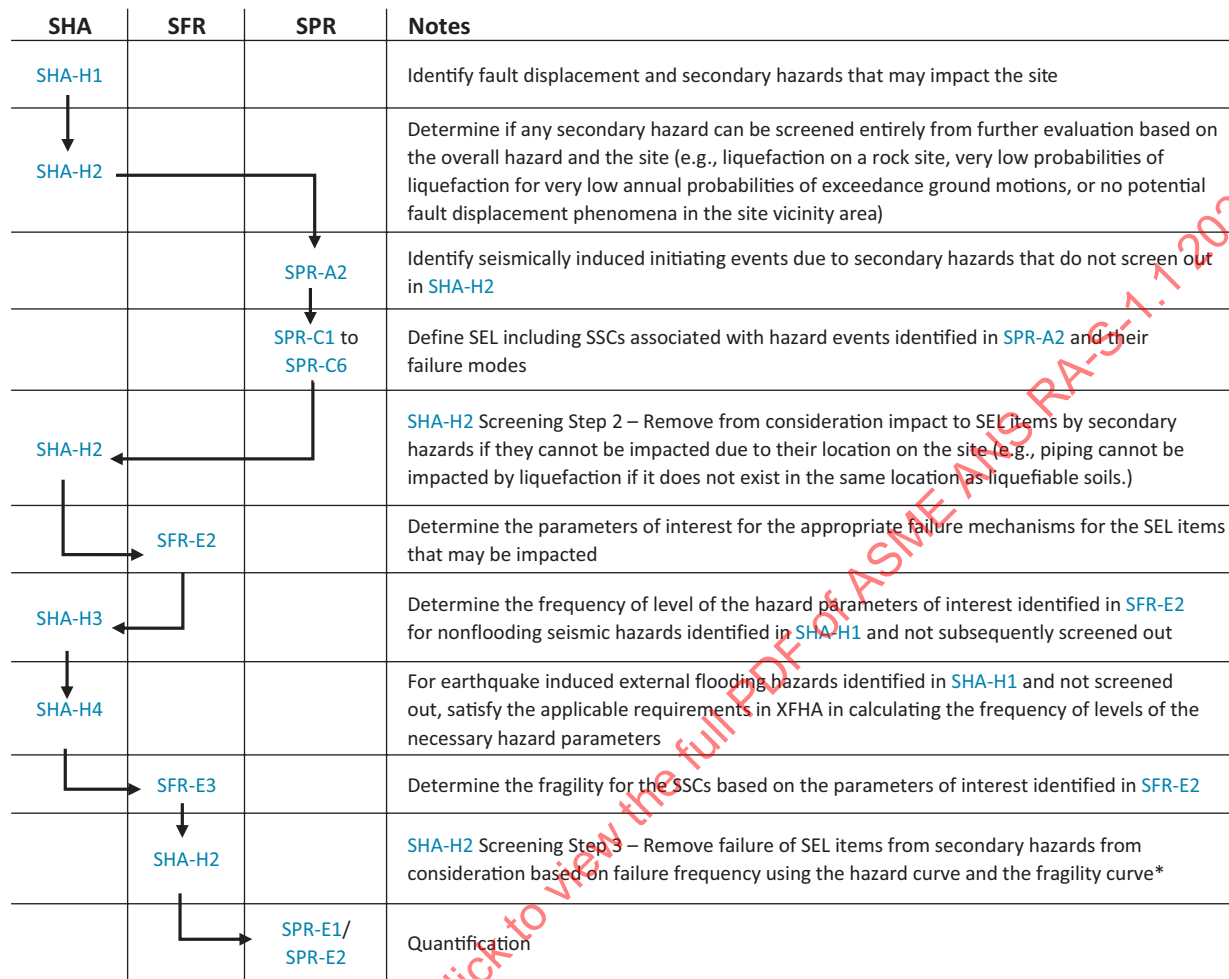 SHA SFR SPR Notes
SHA-H1 Identify fault displacement and secondary hazards that may impact the site
Determine if any secondary hazard can be screened entirely from further evaluation based on
the overall hazard and the site (e.g., liquefaction on a rock site, very low probabilities of
SHA-H2 liquefaction for very low annual probabilities of exceedance ground motions, or no potential
fault displacement phenomena in the site vicinity area)
Identify seismically induced initiating events due to secondary hazards that do not screen out
SPR-A2
in SHA-H2
SPR-C1 to Define SEL including SSCs associated with hazard events identified in SPR-A2 and their
SPR-C6 failure modes
SHA-H2 Screening Step 2 – Remove from consideration impact to SEL items by secondary
SHA-H2 hazards if they cannot be impacted due to their location on the site (e.g., piping cannot be
impacted by liquefaction if it does not exist in the same location as liquefiable soils.)
Determine the parameters of interest for the appropriate failure mechanisms for the SEL items
SFR-E2
that may be impacted
SHA-H3 Determine the frequency of level of the hazard parameters of interest identified in SFR-E2
for nonflooding seismic hazards identified in SHA-H1 and not subsequently screened out
For earthquake induced external flooding hazards identified in SHA-H1 and not screened
SHA-H4 out, satisfy the applicable requirements in XFHA in calculating the frequency of levels of the
necessary hazard parameters
SFR-E3 Determine the fragility for the SSCs based on the parameters of interest identified in SFR-E2
SHA-H2 Screening Step 3 – Remove failure of SEL items from secondary hazards from
SHA-H2 consideration based on failure frequency using the hazard curve and the fragility curve*
SPR-E1/
SPR-E2 Quantification
lick to view the full PDF of ASME ANS RA-S-1.1 202